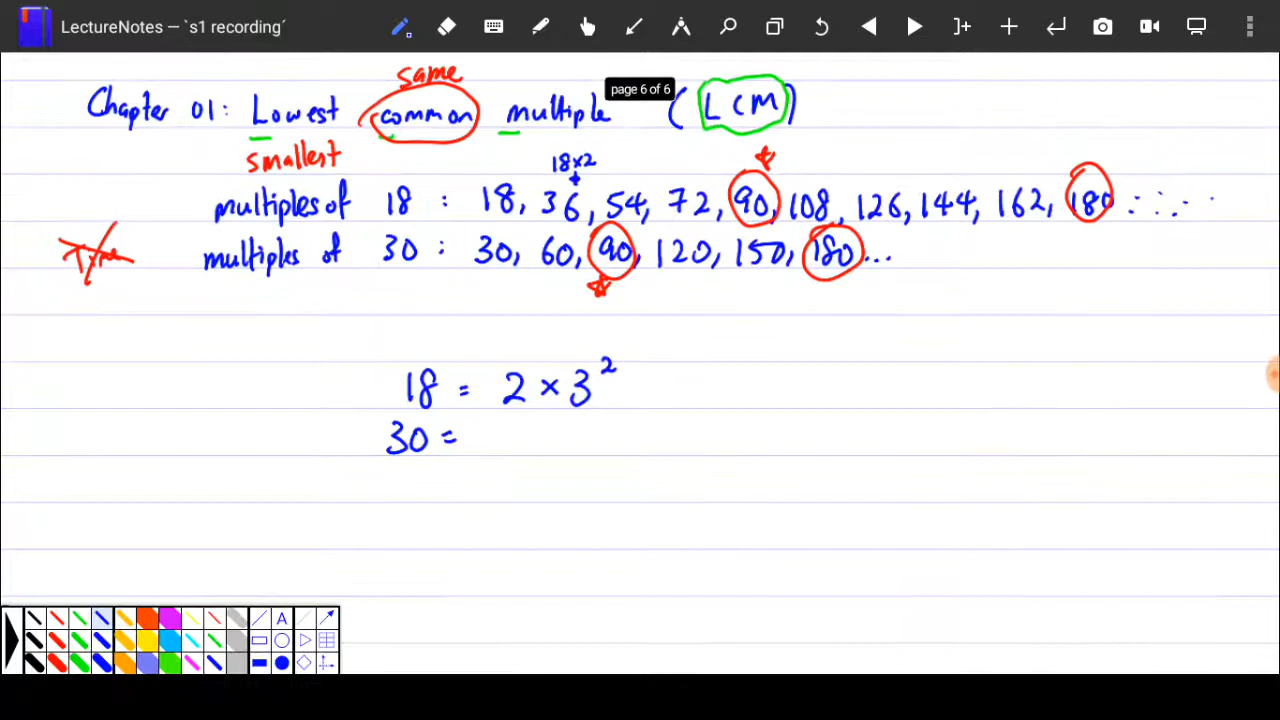 LectureNotes — `s1 recording´
same
page 6 of 6
Chapter 01: Lowest common multiple (LCM)
smallest
18×2
multiples of 18 : 18, 36, 54, 72, 90, 108, 126, 144, 162, 180 ......
Time
multiples of 30 : 30, 60, 90, 120, 150, 180 ...
18 = 2 × 3²
30 =
A